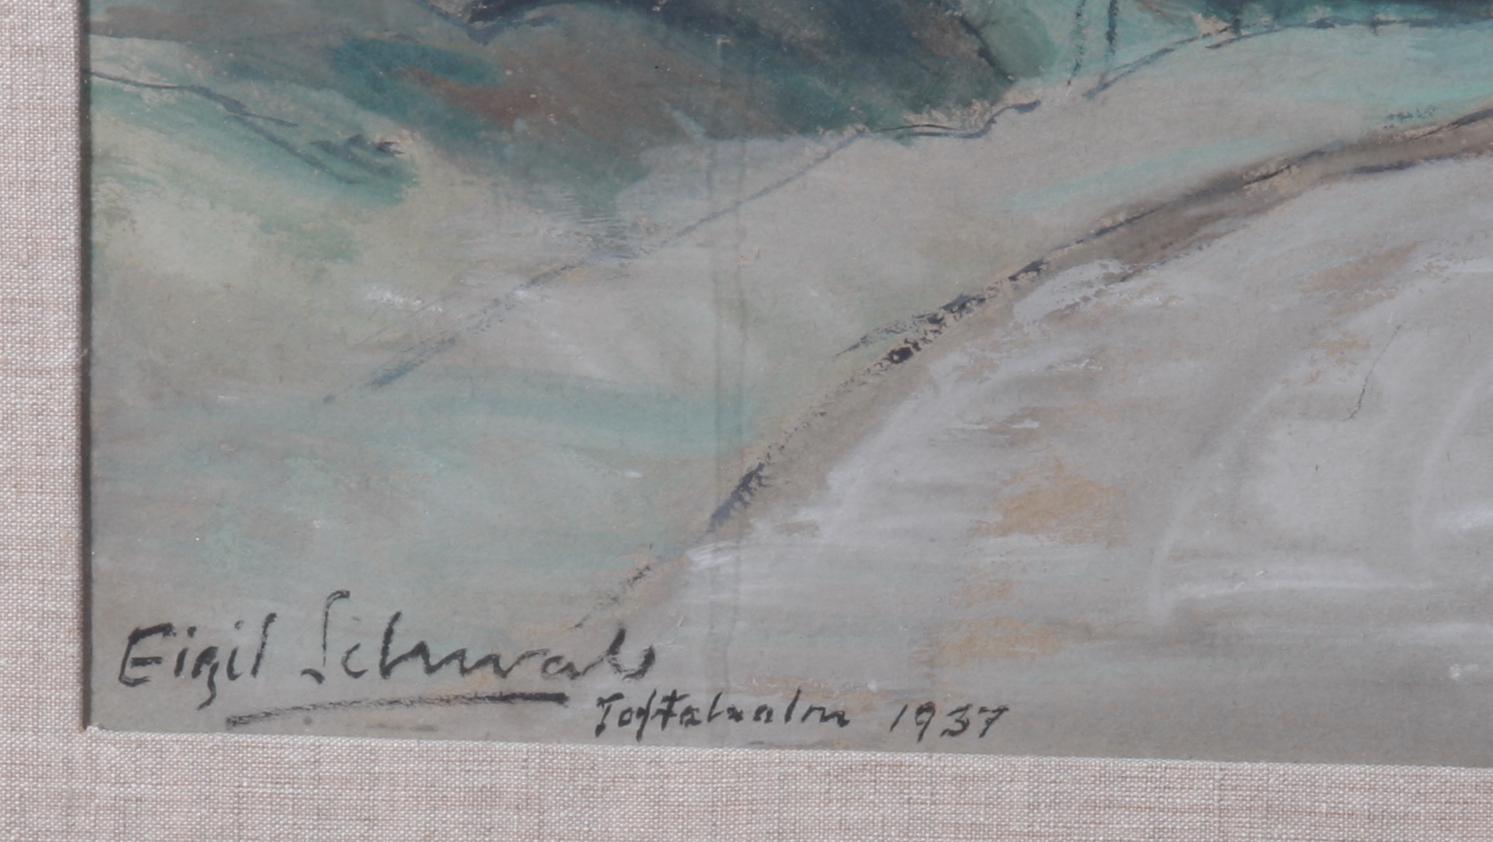 Eigil Schwab
Toftaholm 1937